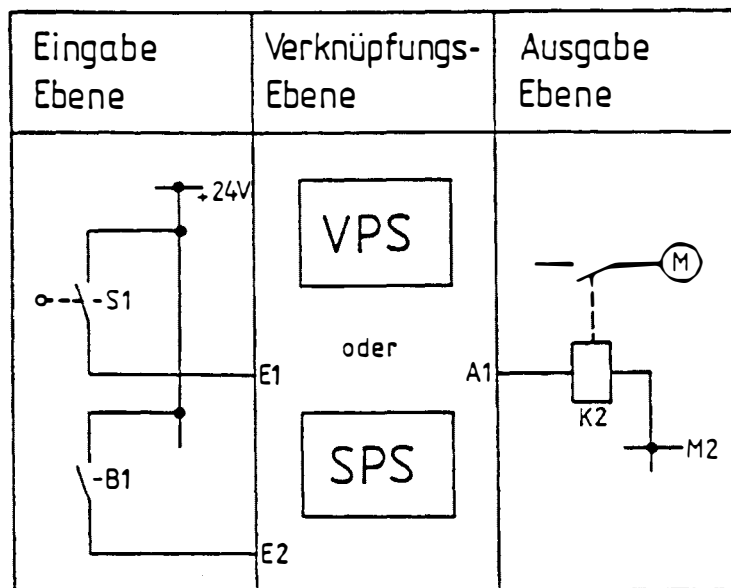 Eingabe
Ebene
Verknüpfungs-
Ebene
Ausgabe
Ebene
+24V
-S1
E1
-B1
E2
VPS
oder
SPS
A1
M
K2
M2